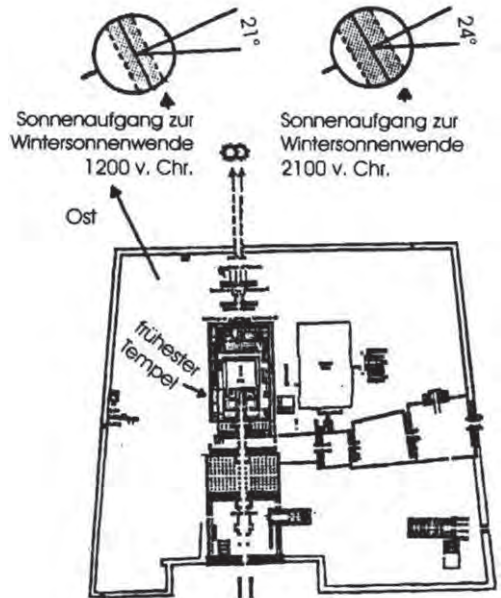 21°
24°
Sonnenaufgang zur
Wintersonnenwende
1200 v. Chr.
Sonnenaufgang zur
Wintersonnenwende
2100 v. Chr.
Ost
frühester
Tempel